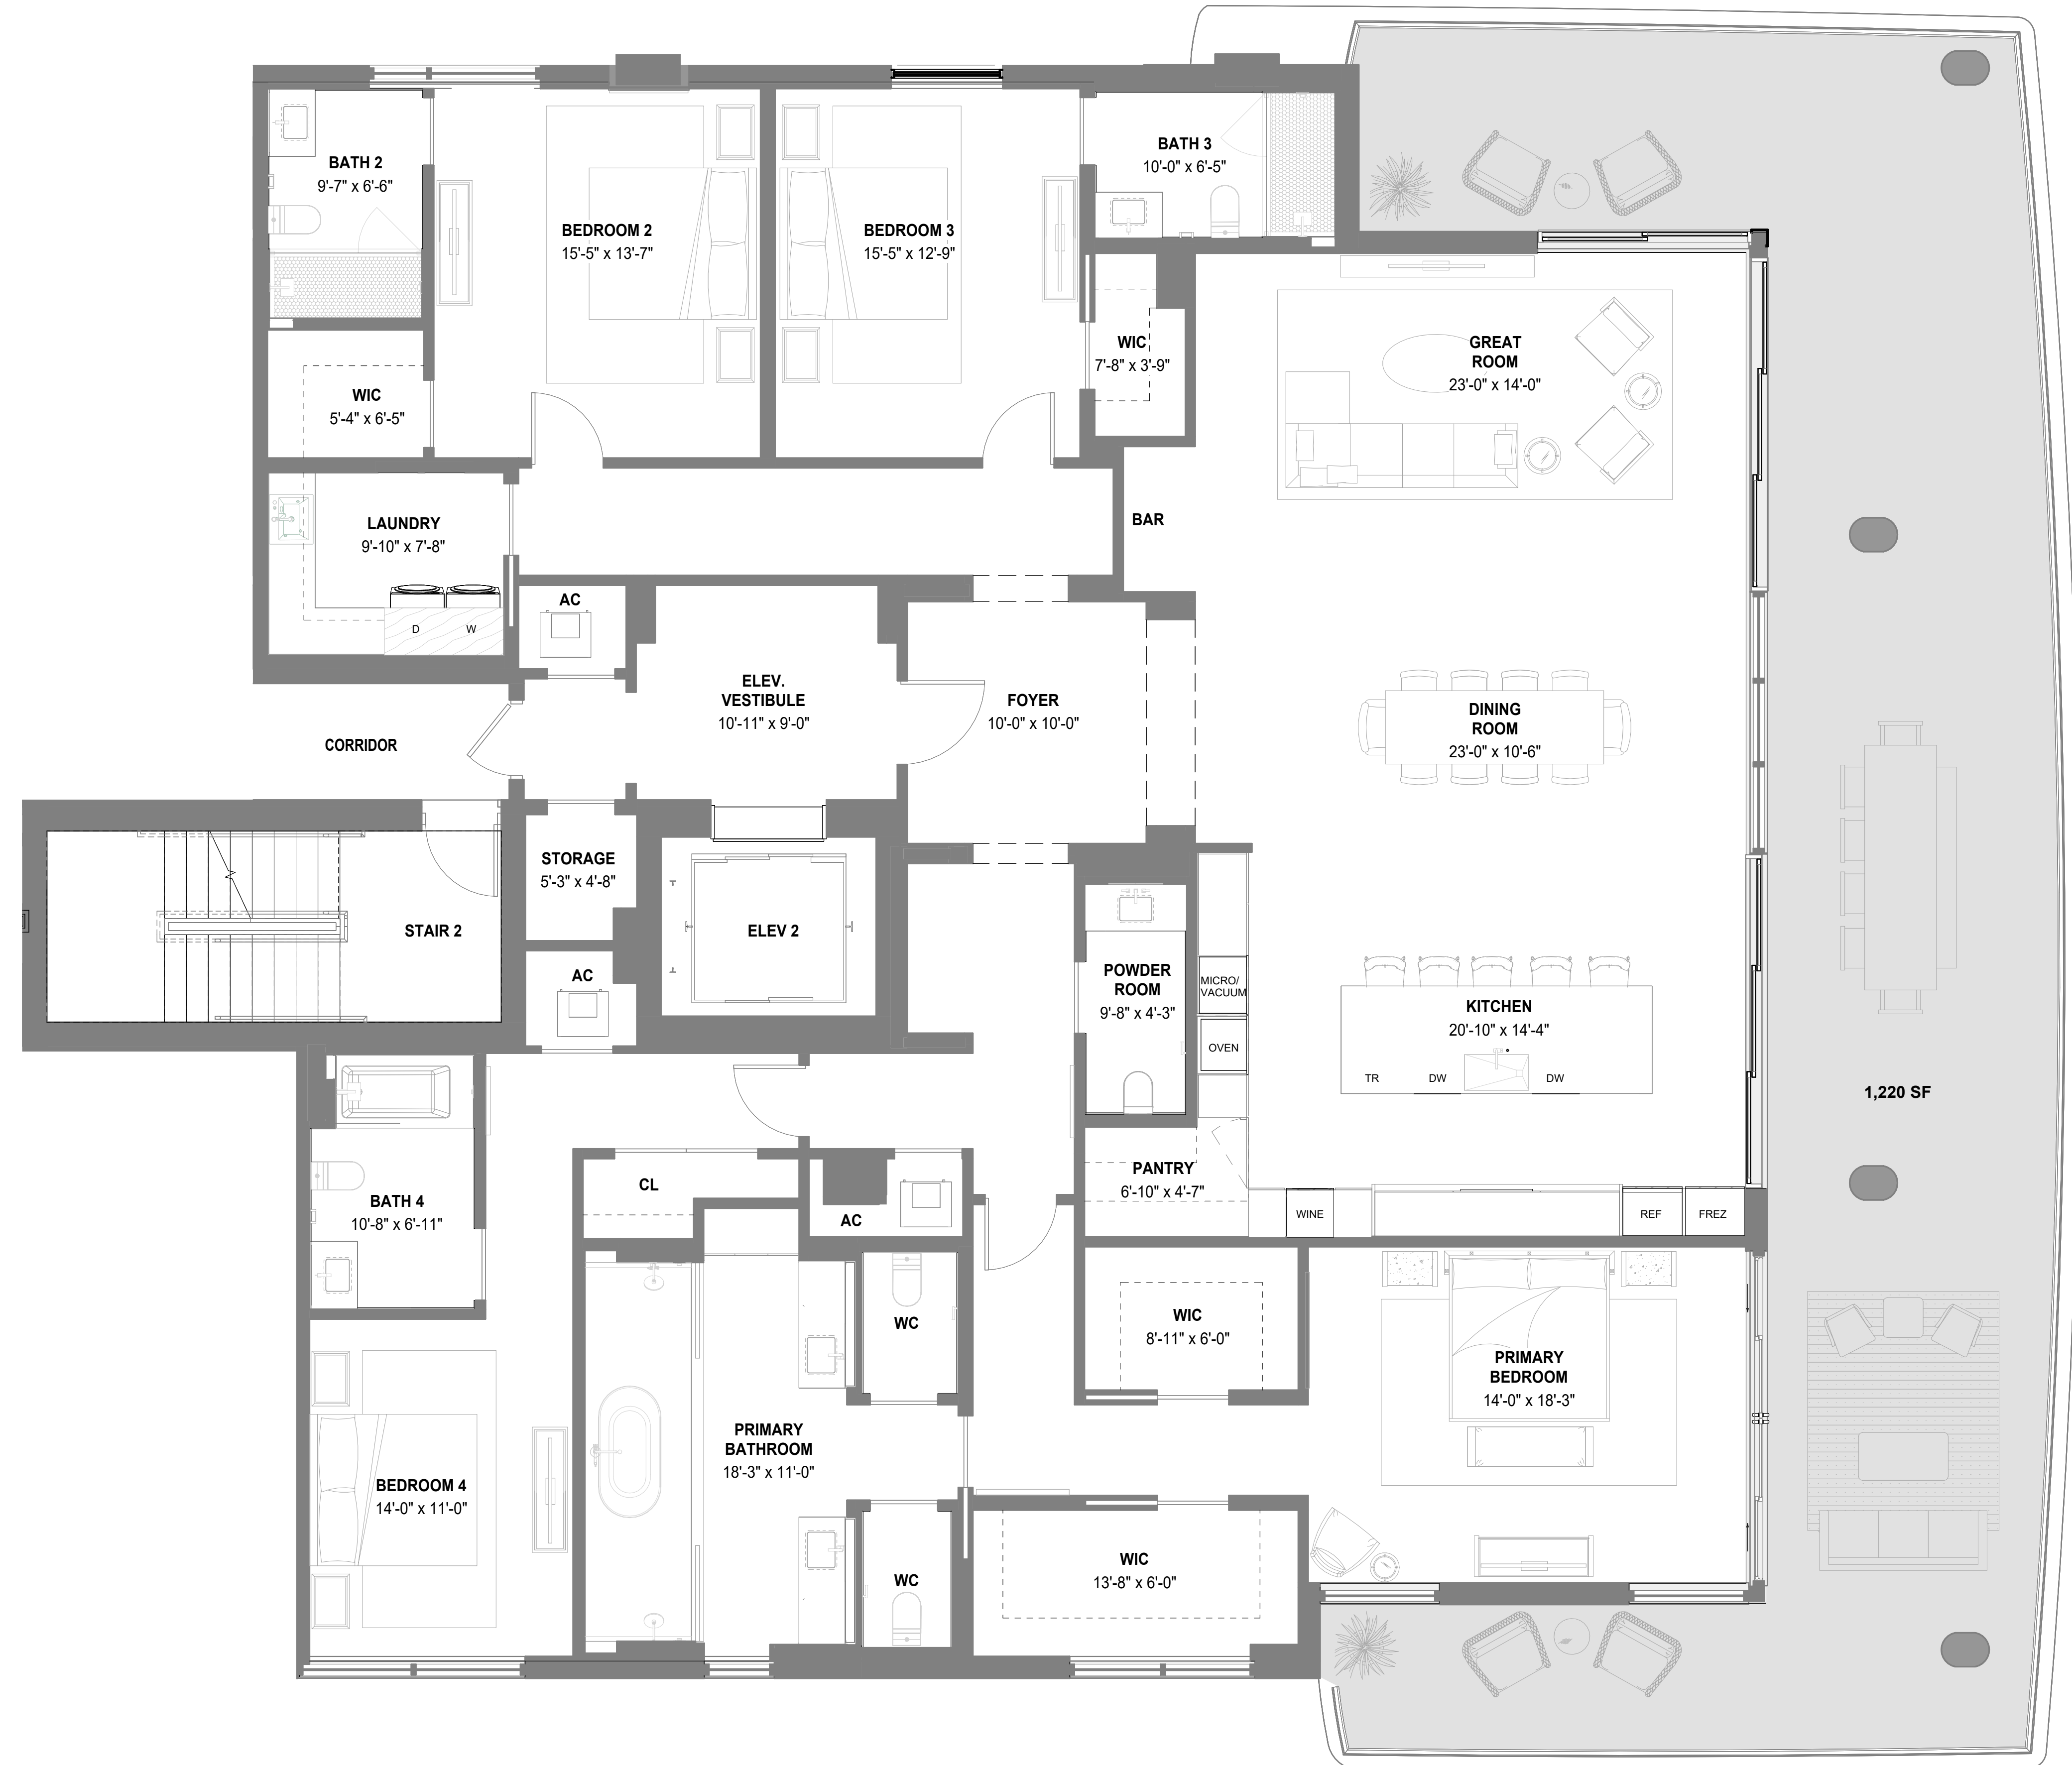 BATH 2
9'-7" x 6'-6"
BEDROOM 2
15'-5" x 13'-7"
BEDROOM 3
15'-5" x 12'-9"
BATH 3
10'-0" x 6'-5"
WIC
5'-4" x 6'-5"
WIC
7'-8" x 3'-9"
GREAT
ROOM
23'-0" x 14'-0"
LAUNDRY
9'-10" x 7'-8"
D
W
BAR
AC
ELEV.
VESTIBULE
10'-11" x 9'-0"
FOYER
10'-0" x 10'-0"
DINING
ROOM
23'-0" x 10'-6"
CORRIDOR
STORAGE
5'-3" x 4'-8"
STAIR 2
ELEV 2
AC
POWDER
ROOM
9'-8" x 4'-3"
MICRO/
VACUUM
OVEN
KITCHEN
20'-10" x 14'-4"
TR
DW
DW
1,220 SF
BATH 4
10'-8" x 6'-11"
CL
AC
PANTRY
6'-10" x 4'-7"
WINE
REF
FREZ
WC
WIC
8'-11" x 6'-0"
PRIMARY
BEDROOM
14'-0" x 18'-3"
PRIMARY
BATHROOM
18'-3" x 11'-0"
BEDROOM 4
14'-0" x 11'-0"
WC
WIC
13'-8" x 6'-0"